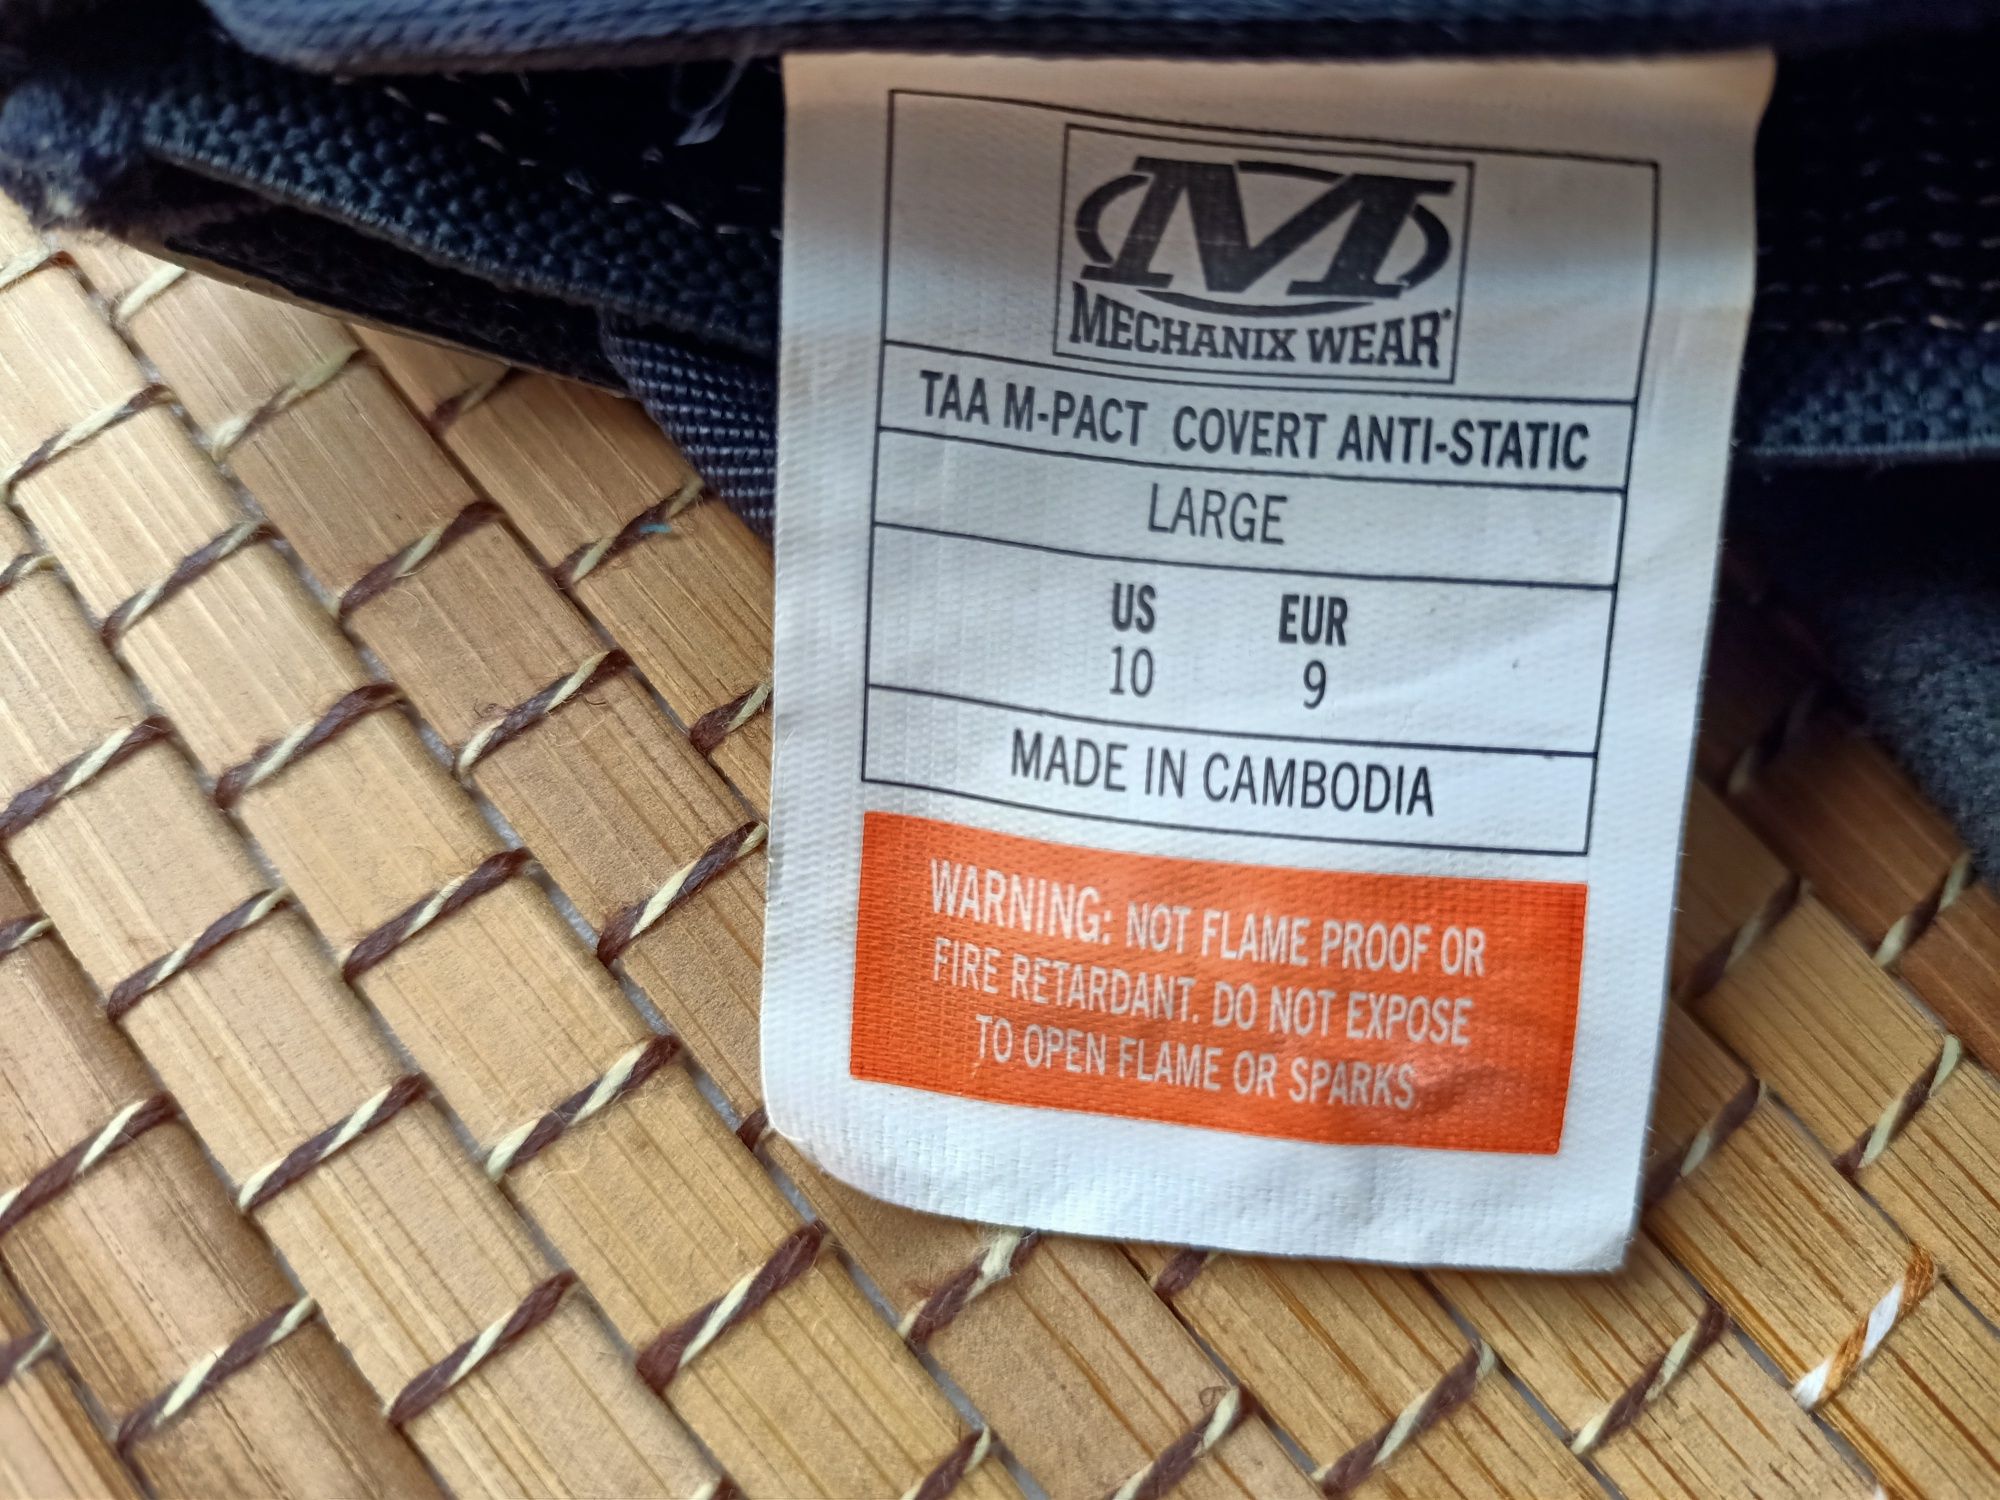 M
MECHANIX WEAR®
TAA M-PACT COVERT ANTI-STATIC
LARGE
US EUR
10 9
MADE IN CAMBODIA
WARNING: NOT FLAME PROOF OR
FIRE RETARDANT. DO NOT EXPOSE
TO OPEN FLAME OR SPARKS.